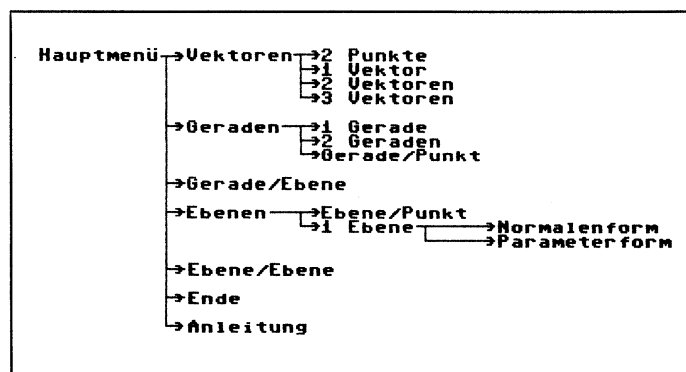 Hauptmenü Vektoren 2 Punkte
1 Vektor
2 Vektoren
3 Vektoren
Geraden 1 Gerade
2 Geraden
Gerade/Punkt
Gerade/Ebene
Ebenen Ebene/Punkt
1 Ebene Normalenform
Parameterform
Ebene/Ebene
Ende
Anleitung